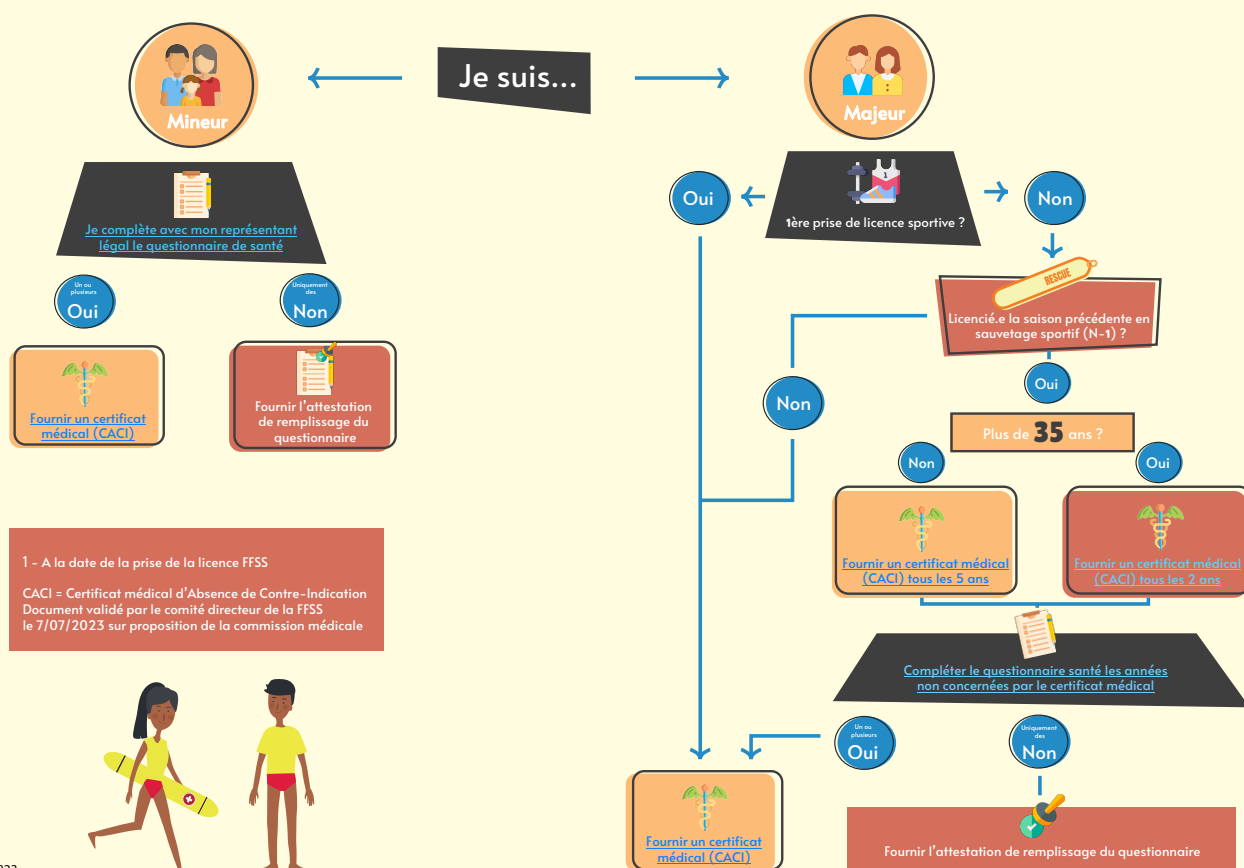 Je suis...
Mineur
Je complète avec mon représentant
légal le questionnaire de santé
Un ou
plusieurs
Oui
Uniquement
des
Non
Fournir un certificat
médical (CACI)
Fournir l'attestation
de remplissage du
questionnaire
1 - A la date de la prise de la licence FFSS
CACI = Certificat médical d'Absence de Contre-Indication
Document validé par le comité directeur de la FFSS
le 7/07/2023 sur proposition de la commission médicale
Majeur
1
1ère prise de licence sportive ?
Oui
Non
RESCUE
Licencié.e la saison précédente en
sauvetage sportif (N-1) ?
Non
Oui
Plus de 35 ans ?
Non
Oui
Fournir un certificat médical
(CACI) tous les 5 ans
Fournir un certificat médical
(CACI) tous les 2 ans
Compléter le questionnaire santé les années
non concernées par le certificat médical
Un ou
plusieurs
Oui
Uniquement
des
Non
Fournir un certificat
médical (CACI)
Fournir l'attestation de remplissage du questionnaire